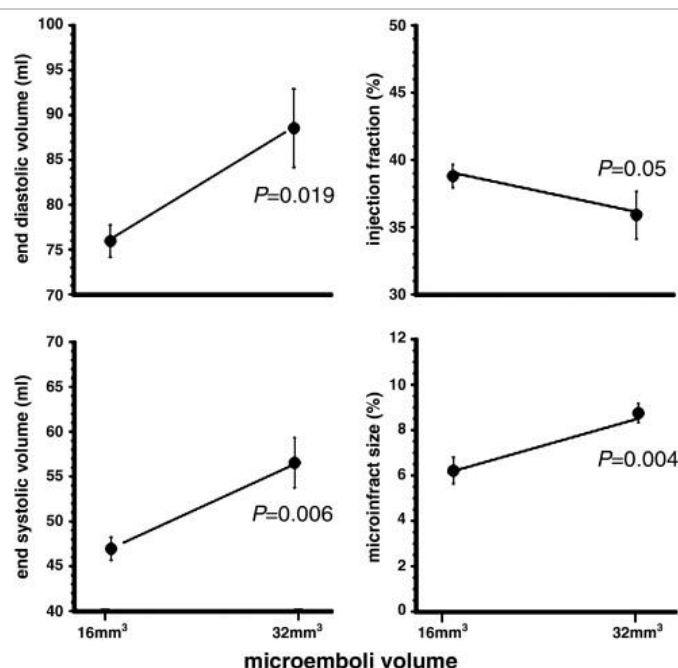 end diastolic volume (ml)
100
95
90
85
80
75
70
P=0.019
injection fraction (%)
50
45
40
35
30
P=0.05
end systolic volume (ml)
70
65
60
55
50
45
40
P=0.006
16mm³
32mm³
microinfract size (%)
12
10
8
6
4
2
0
P=0.004
16mm³
32mm³
microemboli volume